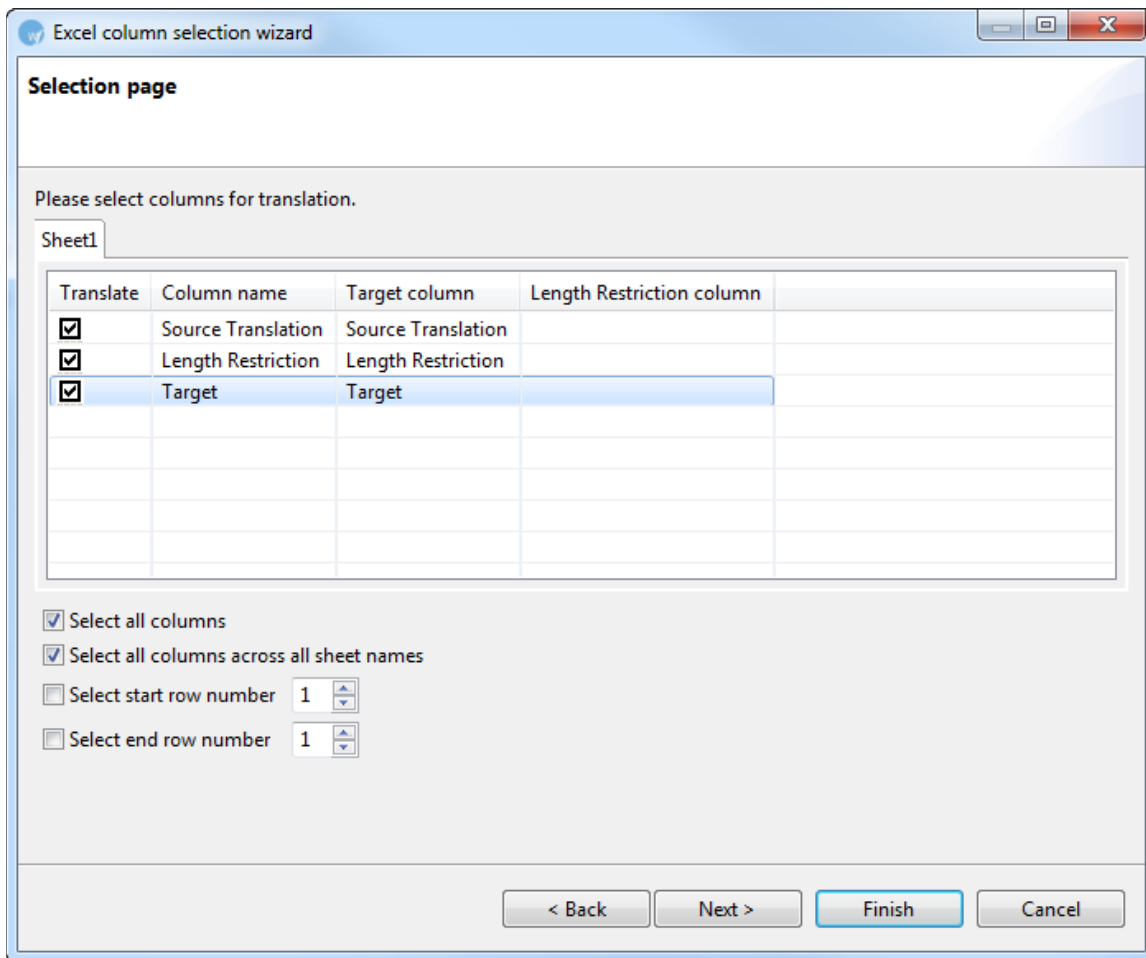 Excel column selection wizard
Selection page
Please select columns for translation.
Sheet1
Translate Column name Target column Length Restriction column
Source Translation Source Translation
Length Restriction Length Restriction
Target Target
Select all columns
Select all columns across all sheet names
Select start row number 1
Select end row number 1
< Back Next > Finish Cancel